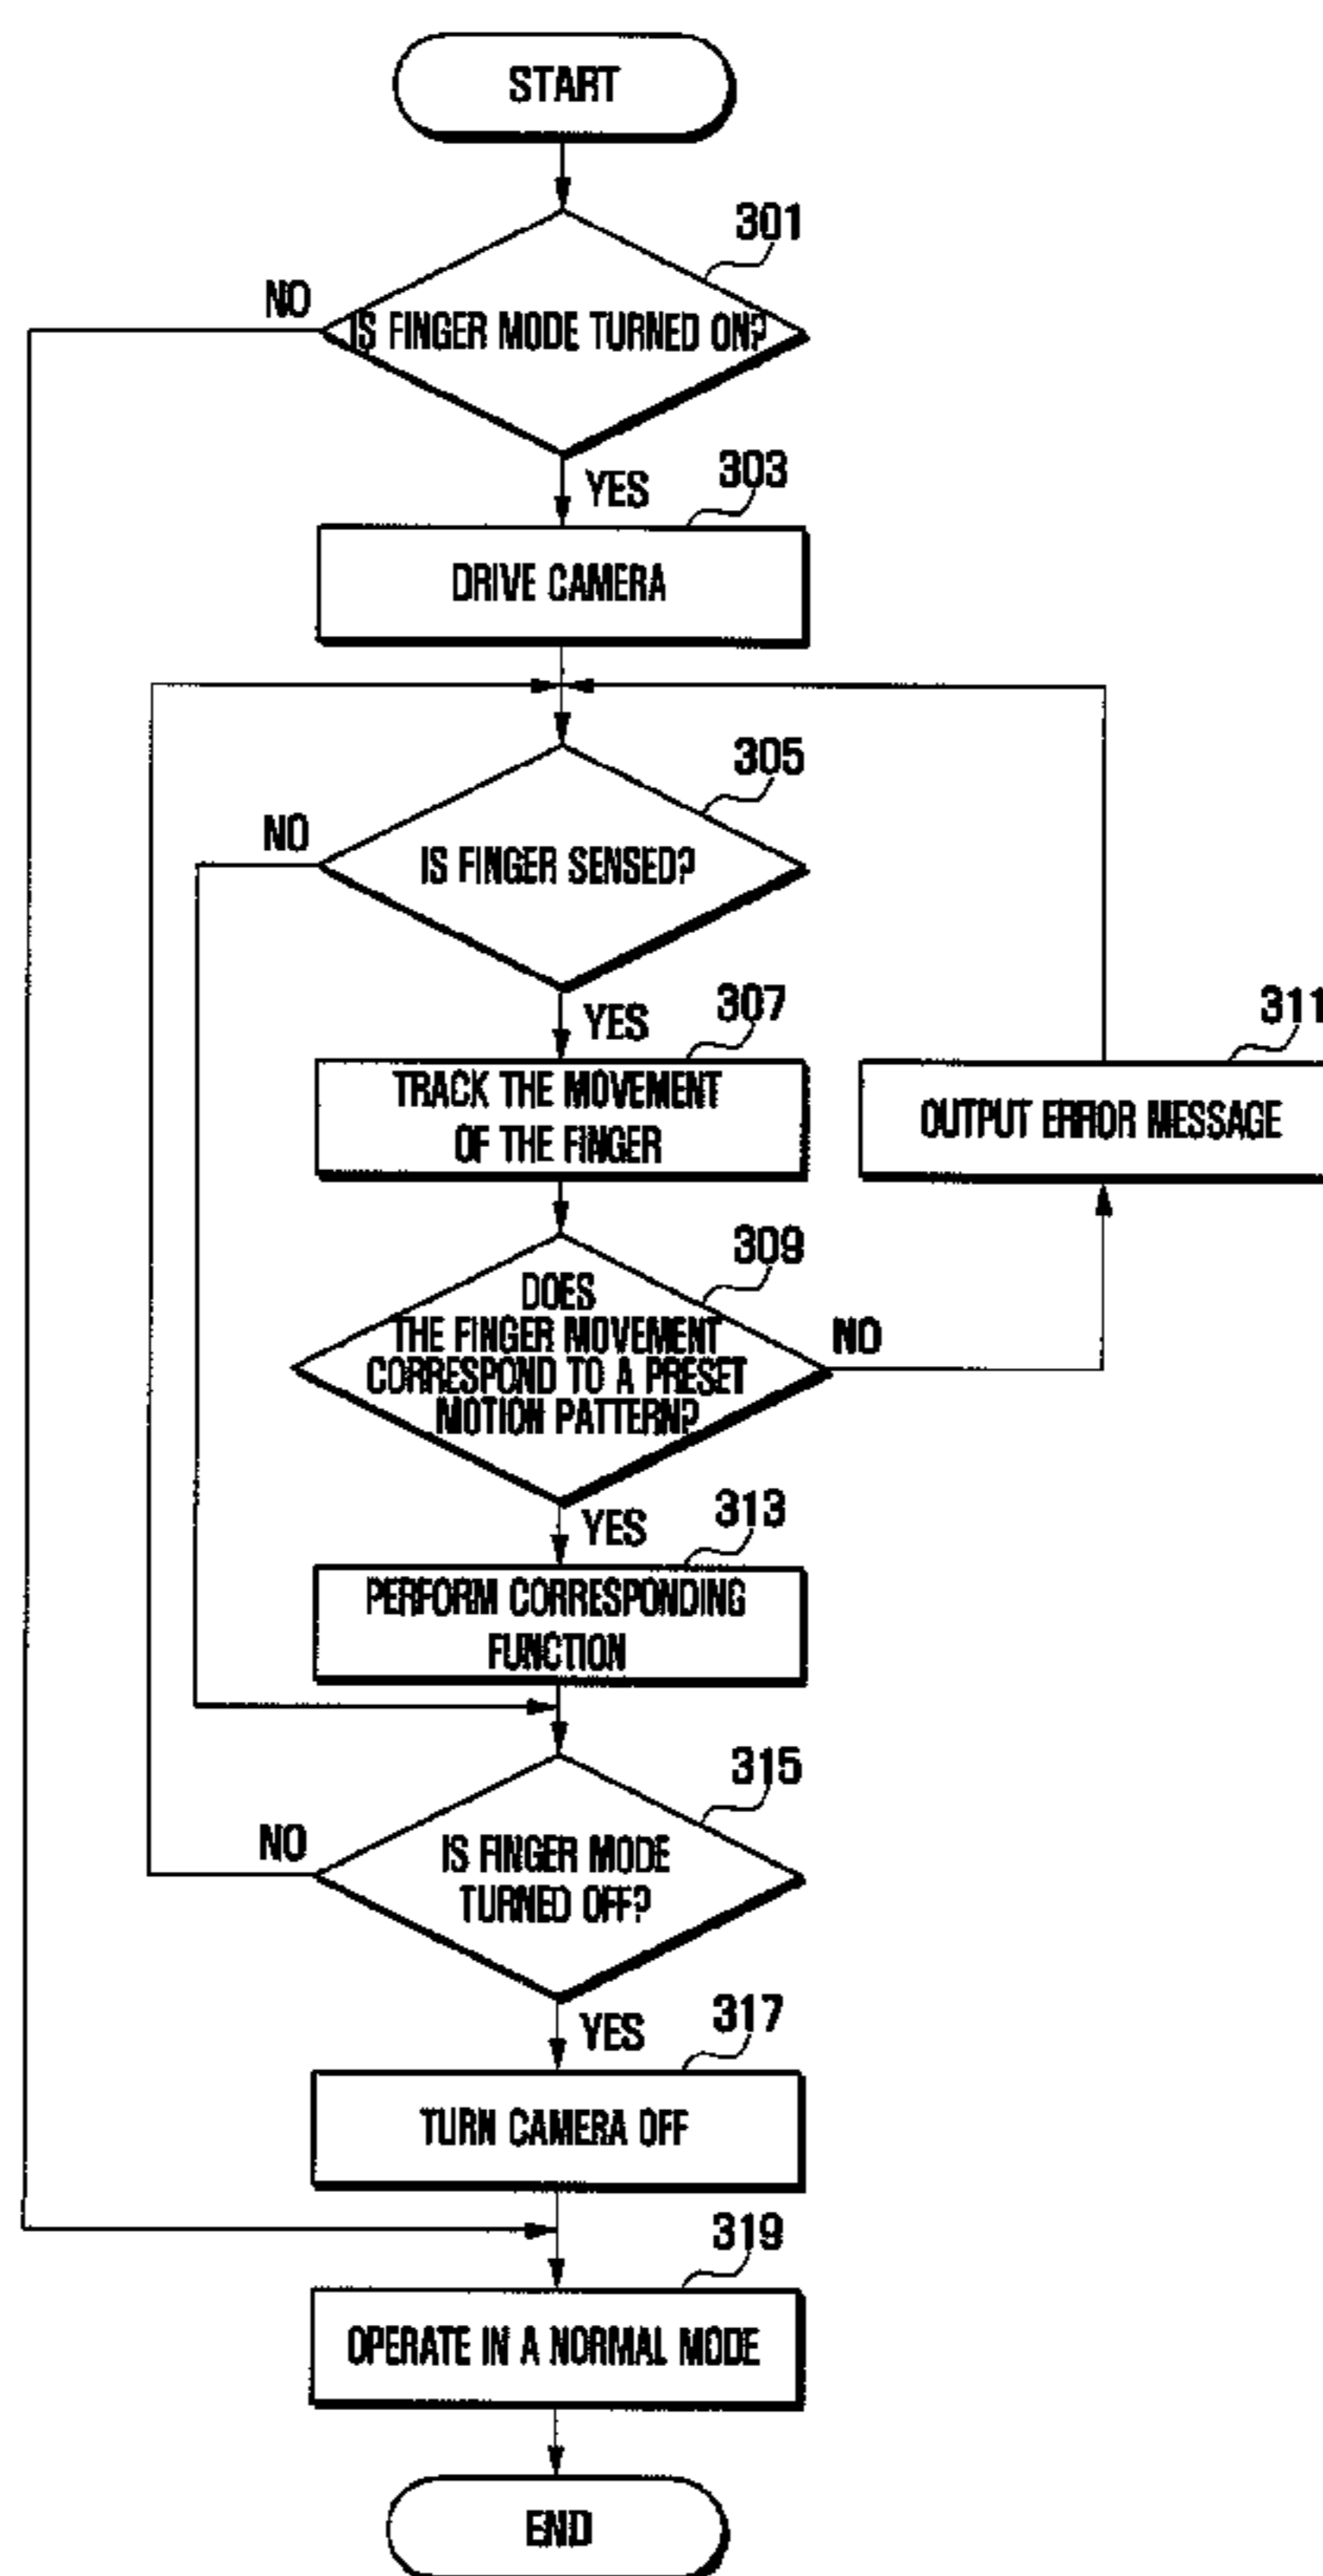 START
301
NO
IS FINGER MODE TURNED ON?
YES
303
DRIVE CAMERA
305
NO
IS FINGER SENSED?
YES
307
311
TRACK THE MOVEMENT
OF THE FINGER
OUTPUT ERROR MESSAGE
309
DOES
THE FINGER MOVEMENT
CORRESPOND TO A PRESET
MOTION PATTERN?
NO
YES
313
PERFORM CORRESPONDING
FUNCTION
315
NO
IS FINGER MODE
TURNED OFF?
YES
317
TURN CAMERA OFF
319
OPERATE IN A NORMAL MODE
END